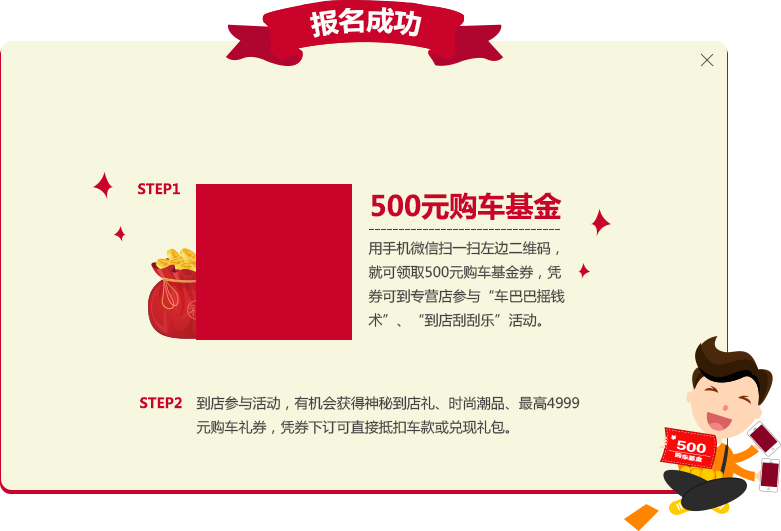 报名成功
STEP1
500元购车基金
用手机微信扫一扫左边二维码，
就可领取500元购车基金券，凭
券可到专营店参与“车巴巴摇钱
术”、“到店刮刮乐”活动。
STEP2
到店参与活动，有机会获得神秘到店礼、时尚潮品、最高4999
元购车礼券，凭券下订可直接抵扣车款或兑现礼包。
¥
500
购车基金